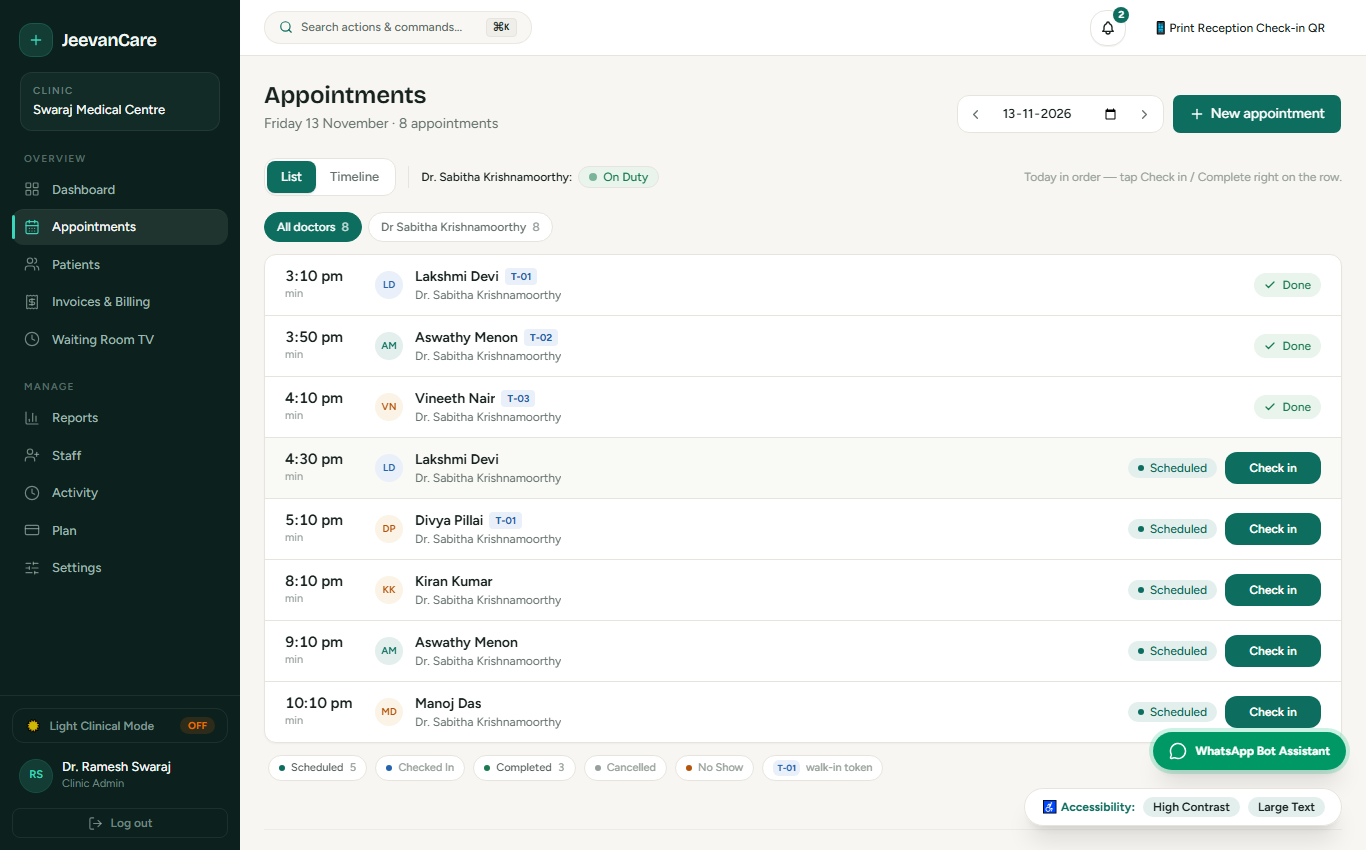 JeevanCare
CLINIC
Swaraj Medical Centre
OVERVIEW
Dashboard
Appointments
Patients
Invoices & Billing
Waiting Room TV
MANAGE
Reports
Staff
Activity
Plan
Settings
Light Clinical Mode OFF
RS Dr. Ramesh Swaraj
Clinic Admin
Log out
Search actions & commands... ⌘K
2
Print Reception Check-in QR
Appointments
Friday 13 November · 8 appointments
13-11-2026
+ New appointment
List Timeline Dr. Sabitha Krishnamoorthy: On Duty
Today in order — tap Check in / Complete right on the row.
All doctors 8 Dr Sabitha Krishnamoorthy 8
3:10 pm LD Lakshmi Devi T-01 Done
min Dr. Sabitha Krishnamoorthy
3:50 pm AM Aswathy Menon T-02 Done
min Dr. Sabitha Krishnamoorthy
4:10 pm VN Vineeth Nair T-03 Done
min Dr. Sabitha Krishnamoorthy
4:30 pm LD Lakshmi Devi Scheduled Check in
min Dr. Sabitha Krishnamoorthy
5:10 pm DP Divya Pillai T-01 Scheduled Check in
min Dr. Sabitha Krishnamoorthy
8:10 pm KK Kiran Kumar Scheduled Check in
min Dr. Sabitha Krishnamoorthy
9:10 pm AM Aswathy Menon Scheduled Check in
min Dr. Sabitha Krishnamoorthy
10:10 pm MD Manoj Das Scheduled Check in
min Dr. Sabitha Krishnamoorthy
WhatsApp Bot Assistant
Scheduled 5 Checked In Completed 3 Cancelled No Show T-01 walk-in token
Accessibility: High Contrast Large Text